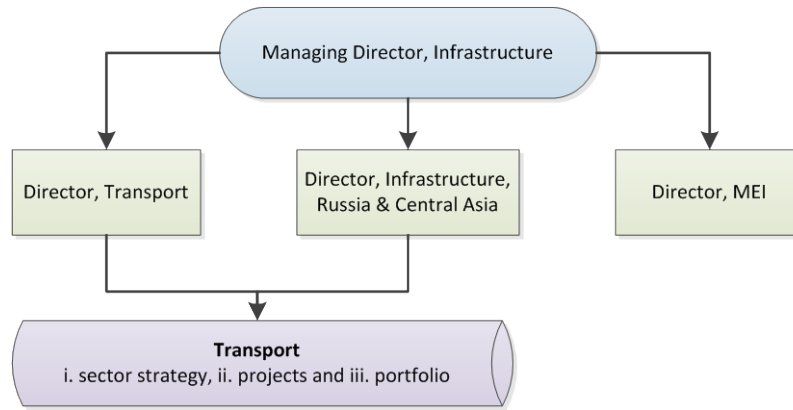 Managing Director, Infrastructure
Director, Transport
Director, Infrastructure,
Russia & Central Asia
Director, MEI
Transport
i. sector strategy, ii. projects and iii. portfolio